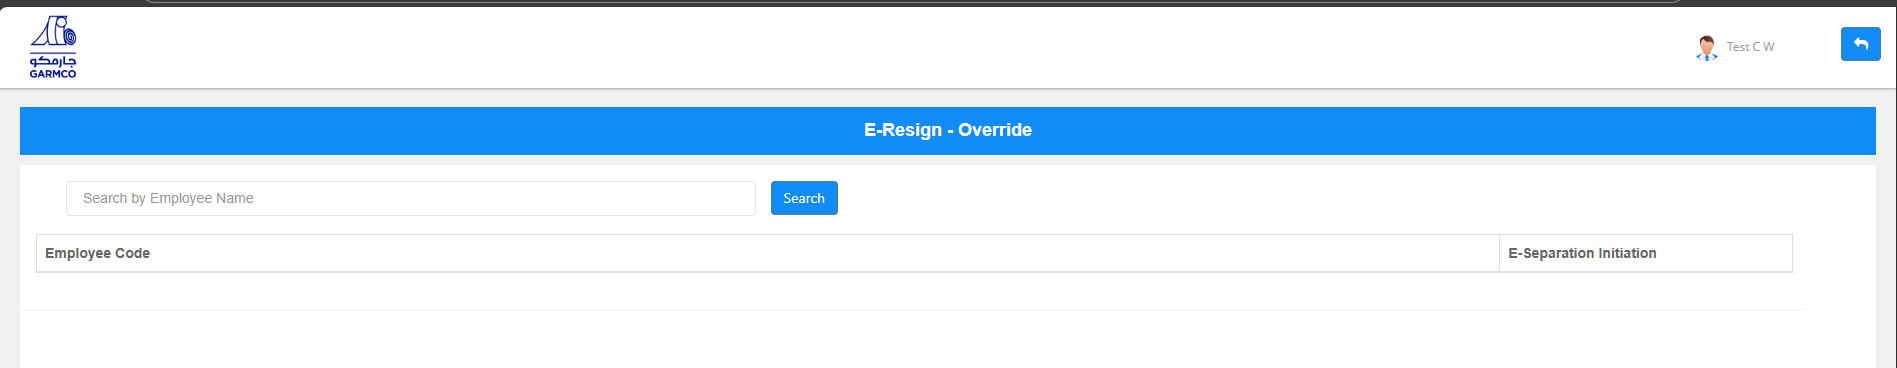 جارمكو
GARMCO
Test C W
E-Resign - Override
Search by Employee Name
Search
Employee Code
E-Separation Initiation